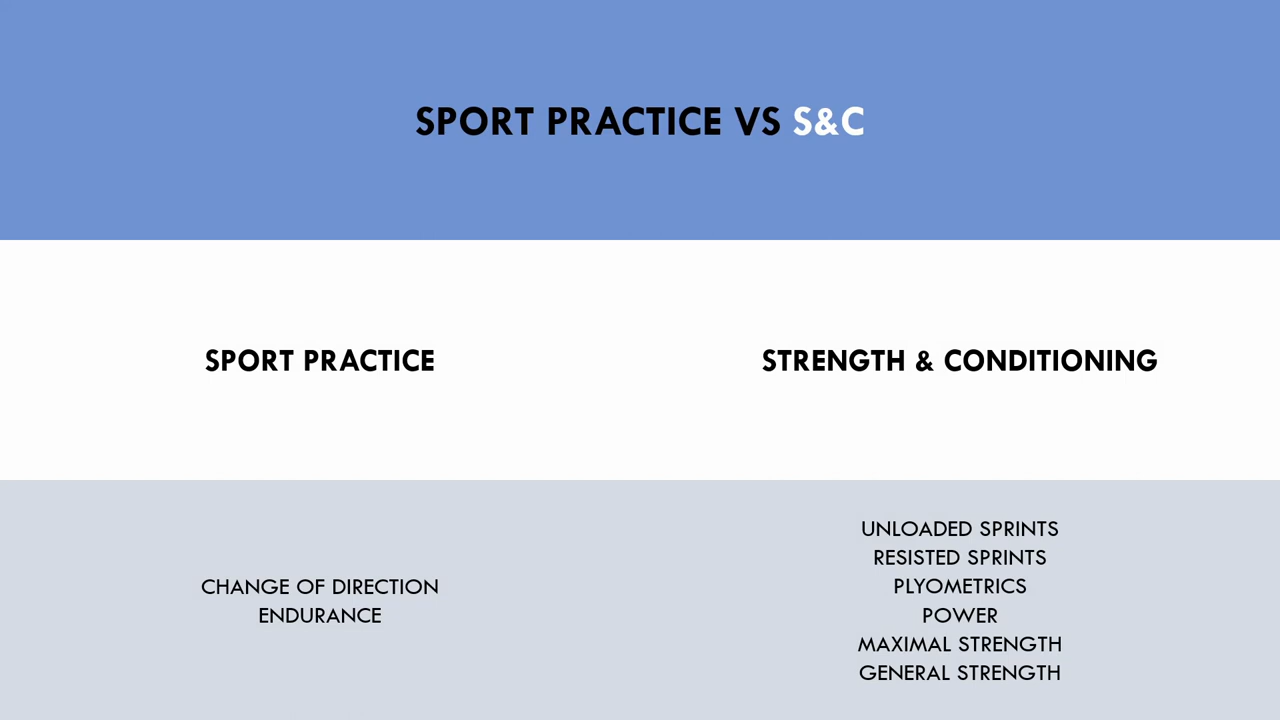 SPORT PRACTICE VS S&C
SPORT PRACTICE
STRENGTH & CONDITIONING
CHANGE OF DIRECTION
ENDURANCE
UNLOADED SPRINTS
RESISTED SPRINTS
PLYOMETRICS
POWER
MAXIMAL STRENGTH
GENERAL STRENGTH